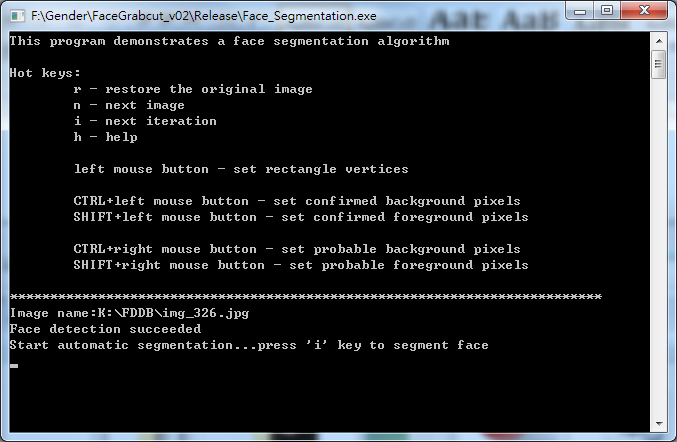 F:\Gender\FaceGrabcut_v02\Release\Face_Segmentation.exe
This program demonstrates a face segmentation algorithm
Hot keys:
r - restore the original image
n - next image
i - next iteration
h - help
left mouse button - set rectangle vertices
CTRL+left mouse button - set confirmed background pixels
SHIFT+left mouse button - set confirmed foreground pixels
CTRL+right mouse button - set probable background pixels
SHIFT+right mouse button - set probable foreground pixels
**************************************************************************
Image name:K:\FDDB\img_326.jpg
Face detection succeeded
Start automatic segmentation...press 'i' key to segment face